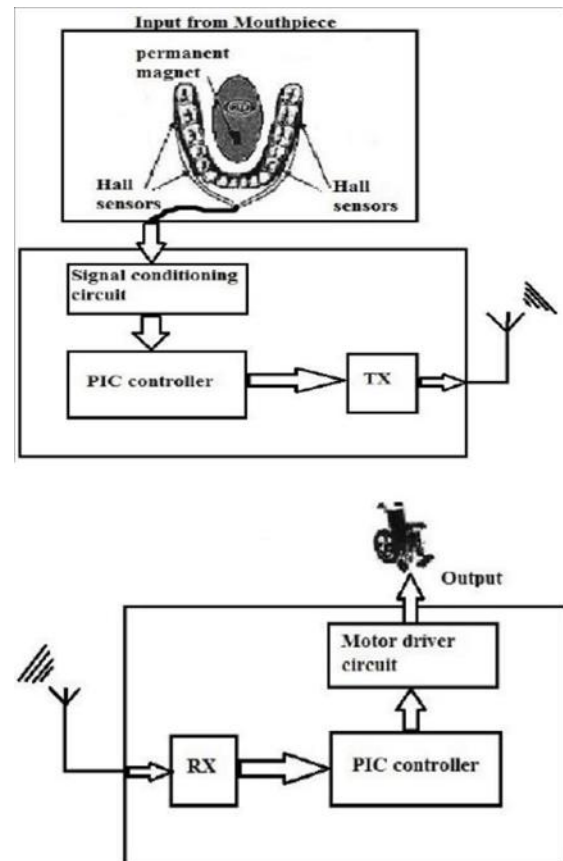 Input from Mouthpiece
permanent
magnet
Hall
sensors
Hall
sensors
Signal conditioning
circuit
PIC controller
TX
Output
Motor driver
circuit
RX
PIC controller